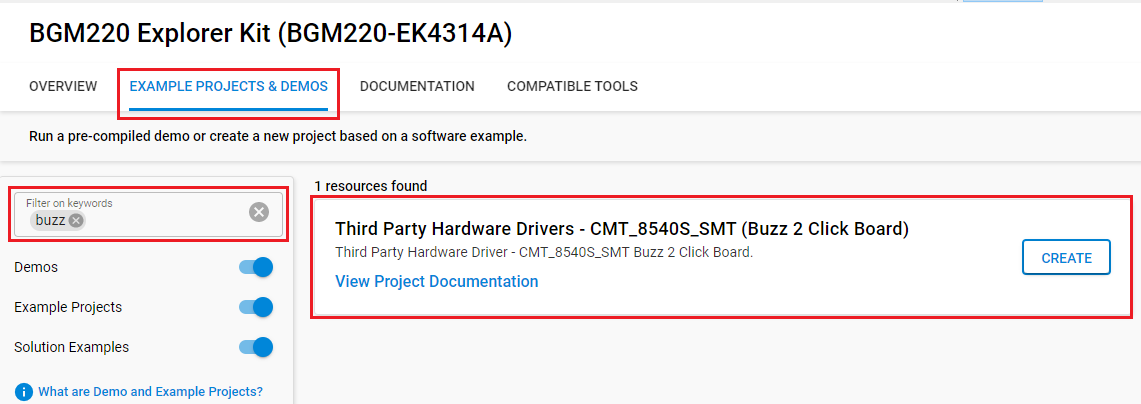 BGM220 Explorer Kit (BGM220-EK4314A)
OVERVIEW EXAMPLE PROJECTS & DEMOS DOCUMENTATION COMPATIBLE TOOLS
Run a pre-compiled demo or create a new project based on a software example.
Filter on keywords
buzz
Demos
Example Projects
Solution Examples
What are Demo and Example Projects?
1 resources found
Third Party Hardware Drivers - CMT_8540S_SMT (Buzz 2 Click Board)
Third Party Hardware Driver - CMT_8540S_SMT Buzz 2 Click Board.
View Project Documentation
CREATE